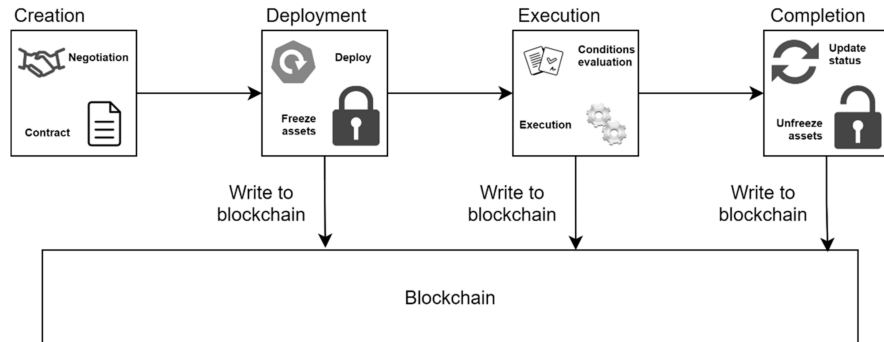 Creation
Deployment
Execution
Completion
Negotiation
Contract
Deploy
Freeze
assets
Conditions
evaluation
Execution
Update
status
Unfreeze
assets
Write to
blockchain
Write to
blockchain
Write to
blockchain
Blockchain